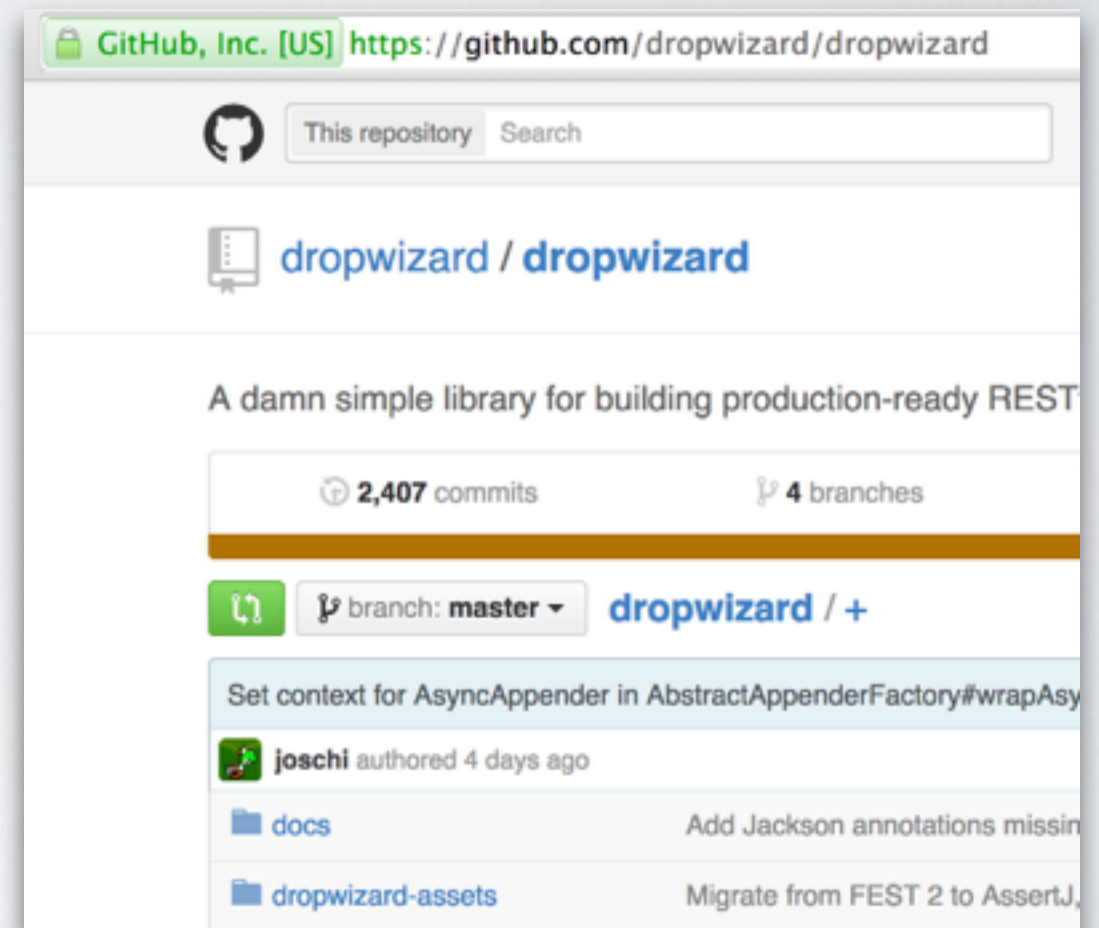 GitHub, Inc. [US] https://github.com/dropwizard/dropwizard
This repository Search
dropwizard / dropwizard
A damn simple library for building production-ready REST
2,407 commits 4 branches
branch: master dropwizard / +
Set context for AsyncAppender in AbstractAppenderFactory#wrapAsy
joschi authored 4 days ago
docs Add Jackson annotations missin
dropwizard-assets Migrate from FEST 2 to AssertJ,